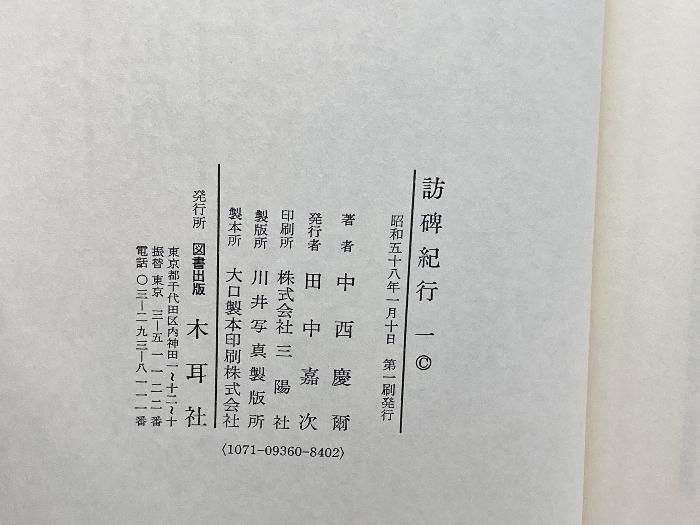 訪碑紀行 一 ©
昭和五十八年一月十日 第一刷発行
著者 中西慶爾
発行者 田中嘉次
印刷所 株式会社三陽社
製版所 川井写真製版所
製本所 大口製本印刷株式会社
発行所 図書出版 木耳社
東京都千代田区内神田一〜十二〜十
振替 東京 三―五一一二二番
電話 〇三―二九三―八一一一番
〈1071-09360-8402〉